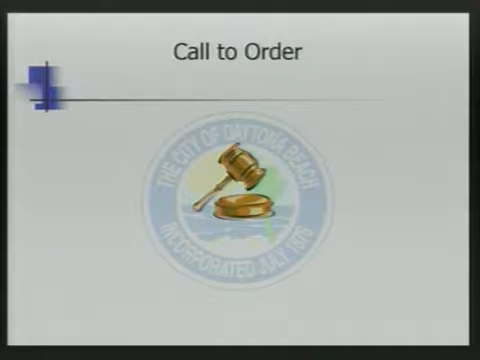 Call to Order
THE CITY OF DAYTONA BEACH
INCORPORATED JULY 1876